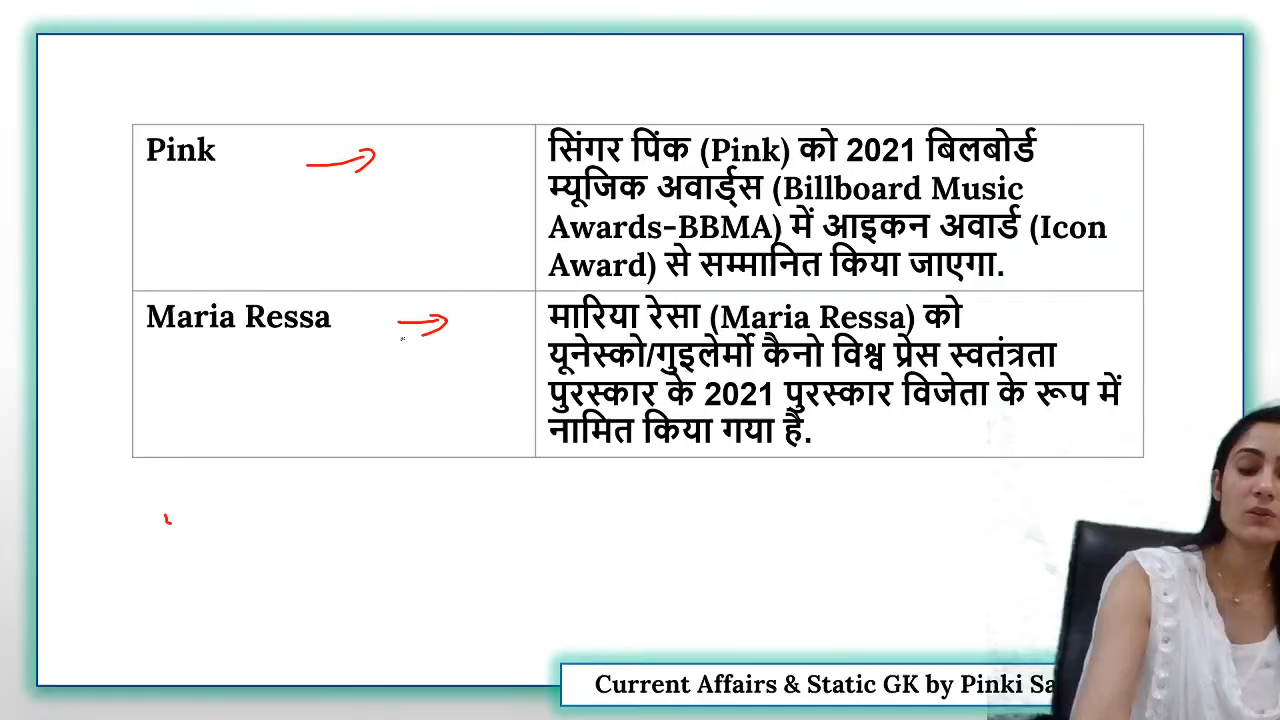 Pink
सिंगर पिंक (Pink) को 2021 बिलबोर्ड
म्यूजिक अवार्ड्स (Billboard Music
Awards-BBMA) में आइकन अवार्ड (Icon
Award) से सम्मानित किया जाएगा.
Maria Ressa
मारिया रेसा (Maria Ressa) को
यूनेस्को/गुइलेर्मो कैनो विश्व प्रेस स्वतंत्रता
पुरस्कार के 2021 पुरस्कार विजेता के रूप में
नामित किया गया है.
Current Affairs & Static GK by Pinki